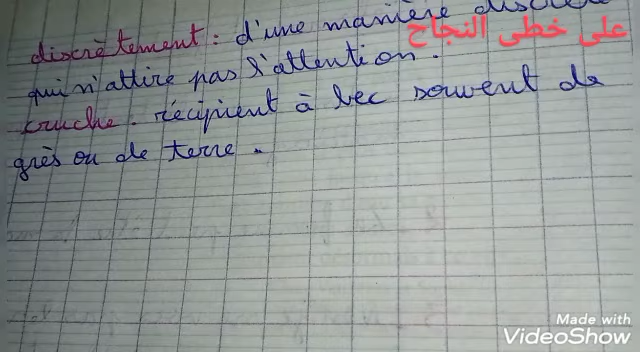 discrètement : d'une manière discrète
على خطى النجاح
qui n'attire pas l'attention.
cruche. récipient à bec souvent de
grès ou de terre.
Made with
VideoShow